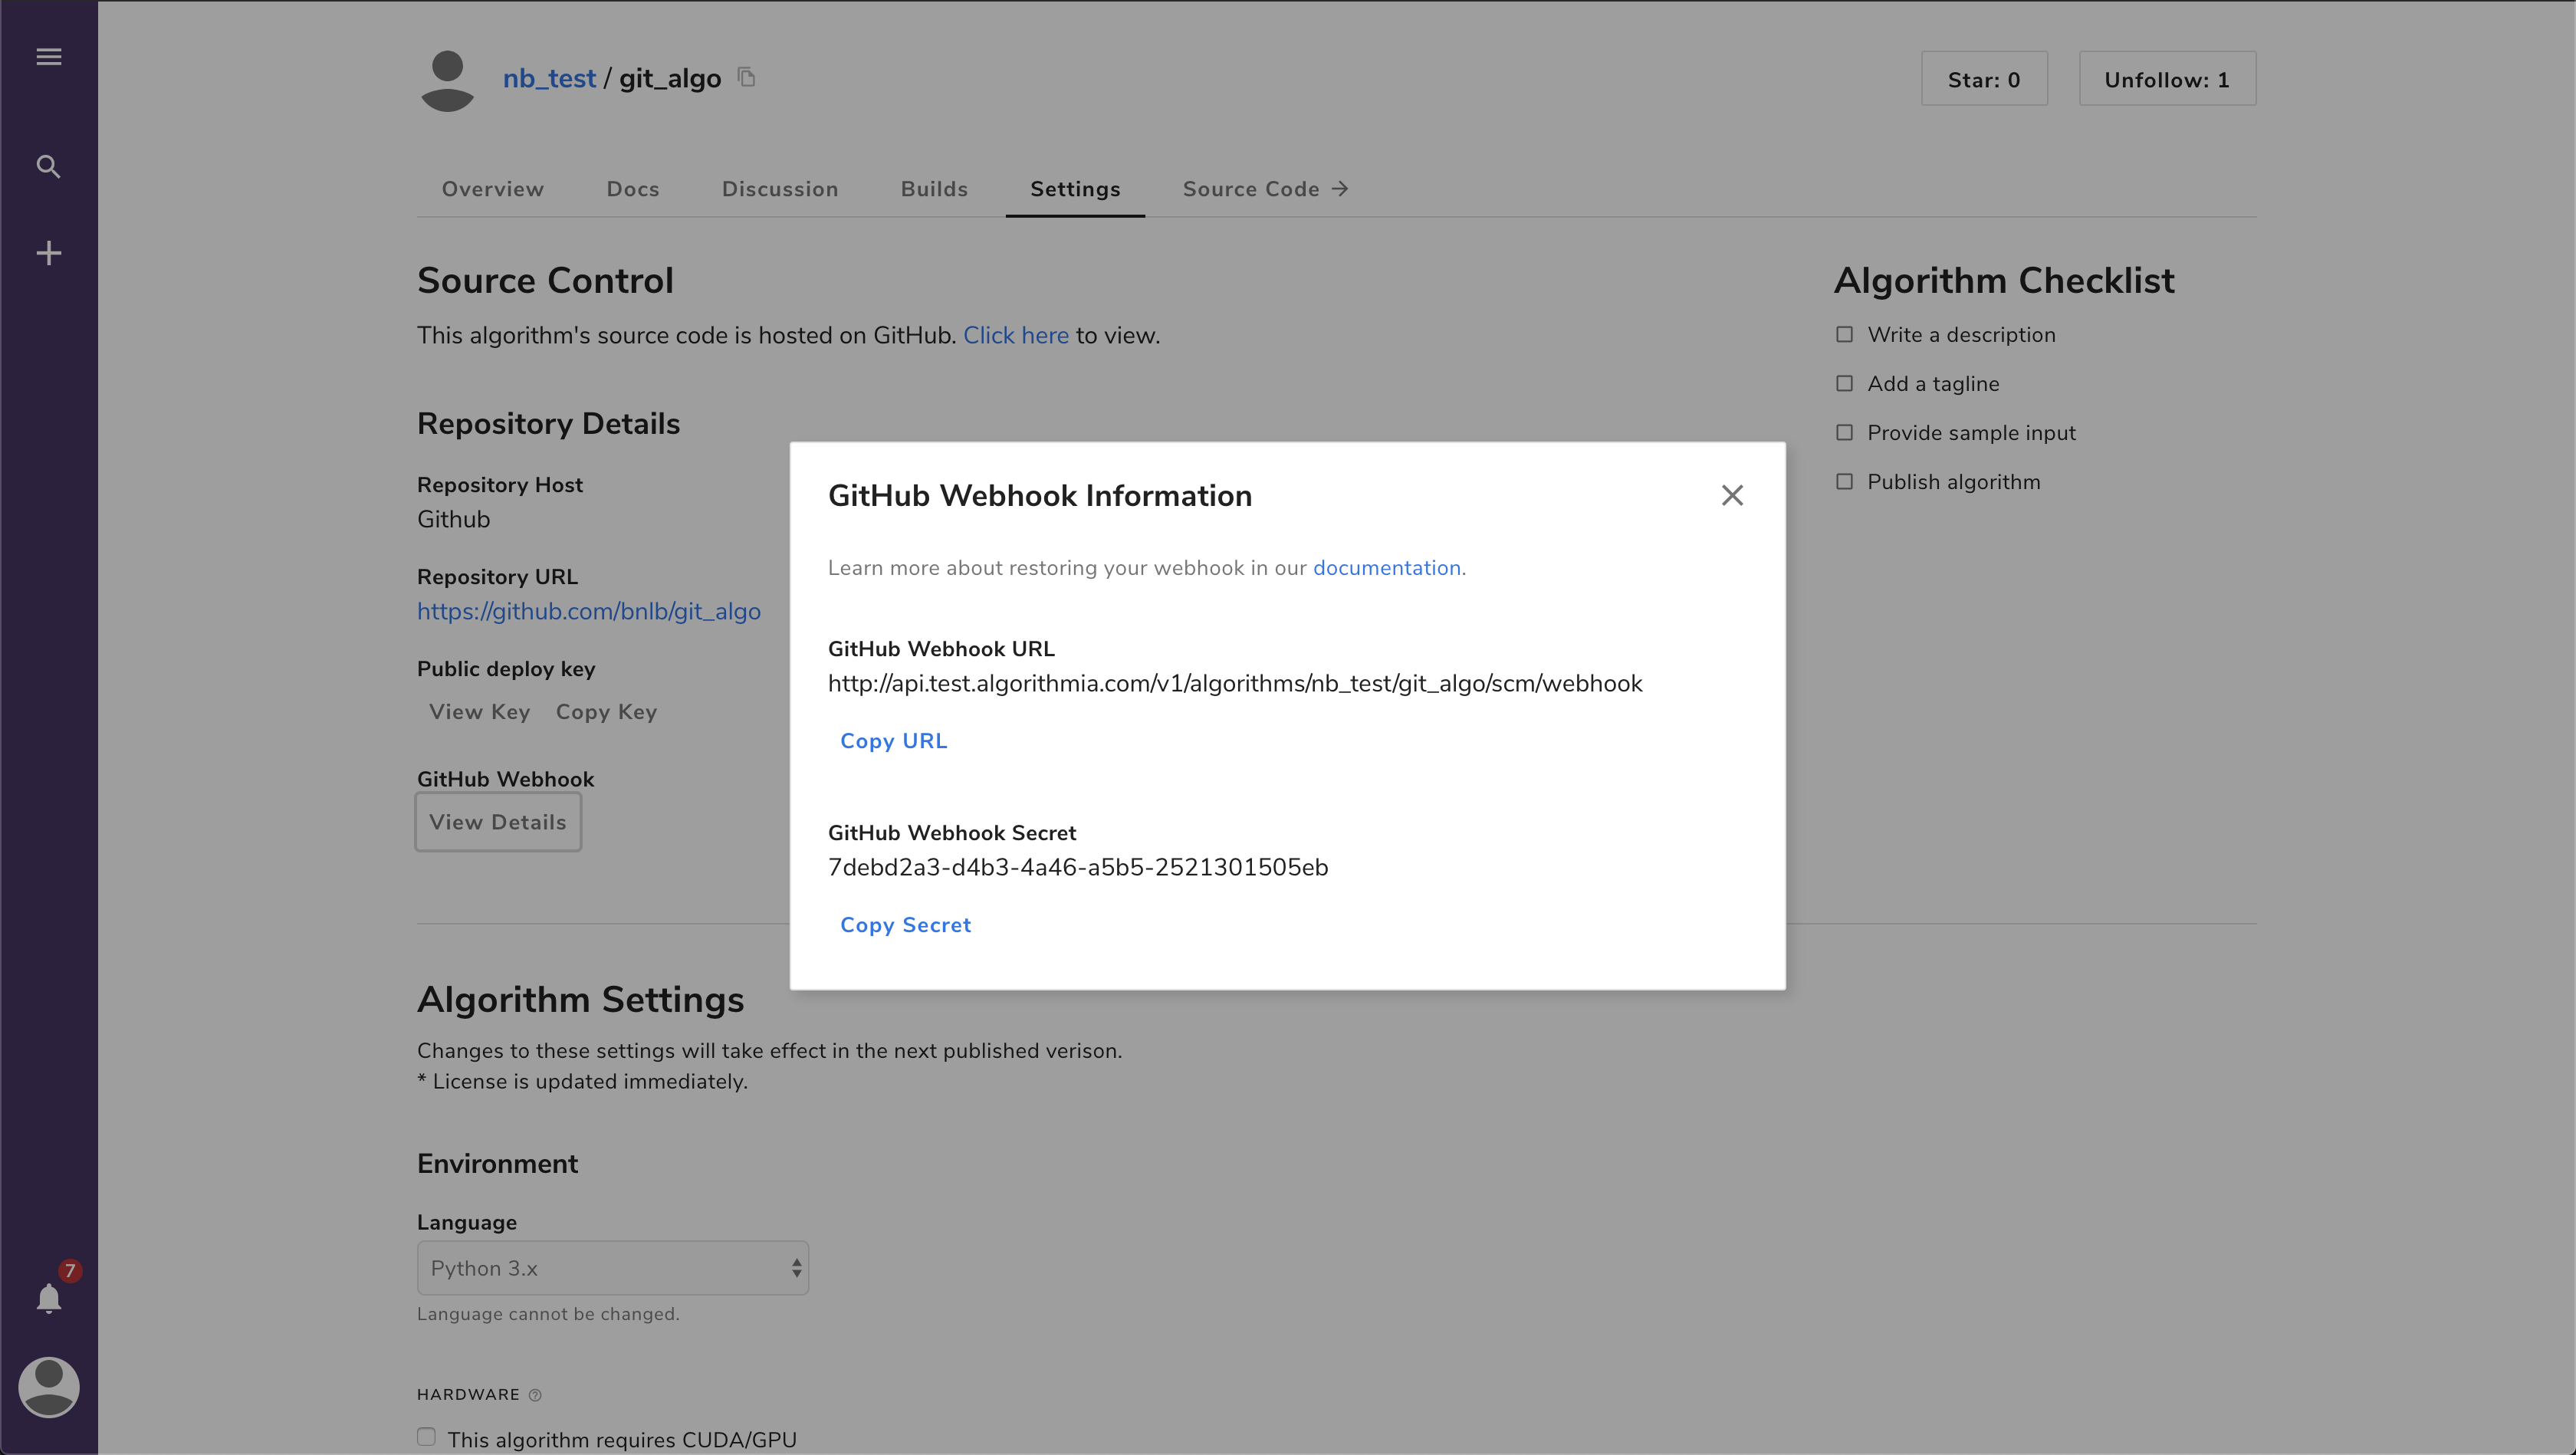 nb_test / git_algo
Star: 0
Unfollow: 1
Overview
Docs
Discussion
Builds
Settings
Source Code →
Source Control
This algorithm's source code is hosted on GitHub. Click here to view.
Repository Details
Repository Host
Github
Repository URL
https://github.com/bnlb/git_algo
Public deploy key
View Key
Copy Key
GitHub Webhook
View Details
Algorithm Checklist
Write a description
Add a tagline
Provide sample input
Publish algorithm
GitHub Webhook Information
Learn more about restoring your webhook in our documentation.
GitHub Webhook URL
http://api.test.algorithmia.com/v1/algorithms/nb_test/git_algo/scm/webhook
Copy URL
GitHub Webhook Secret
7debd2a3-d4b3-4a46-a5b5-2521301505eb
Copy Secret
Algorithm Settings
Changes to these settings will take effect in the next published verison.
* License is updated immediately.
Environment
Language
Python 3.x
Language cannot be changed.
HARDWARE ?
This algorithm requires CUDA/GPU
7